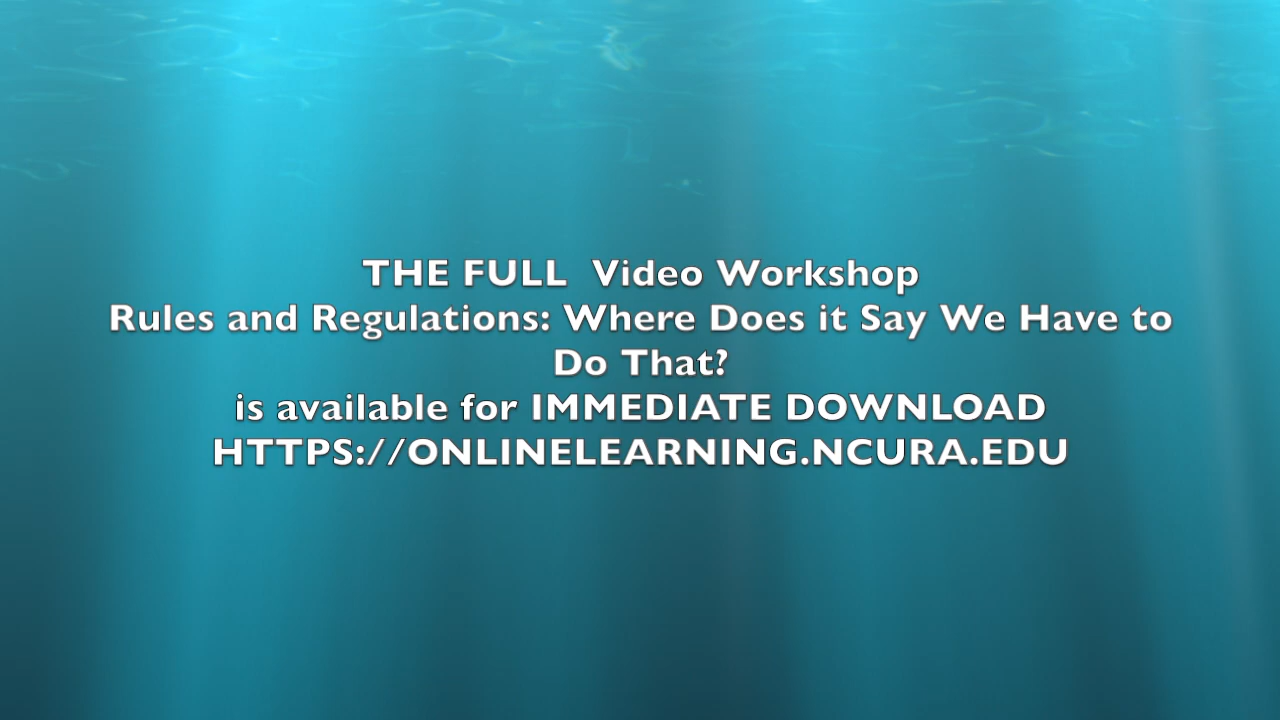 THE FULL  Video Workshop
Rules and Regulations: Where Does it Say We Have to
Do That?
is available for IMMEDIATE DOWNLOAD
HTTPS://ONLINELEARNING.NCURA.EDU